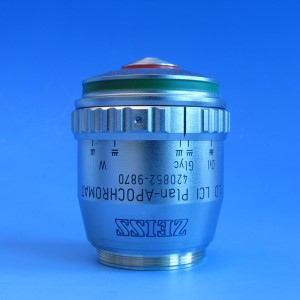 ZEISS
LD LCI Plan-APOCHROMAT
420852-9870
W Glyc Oil